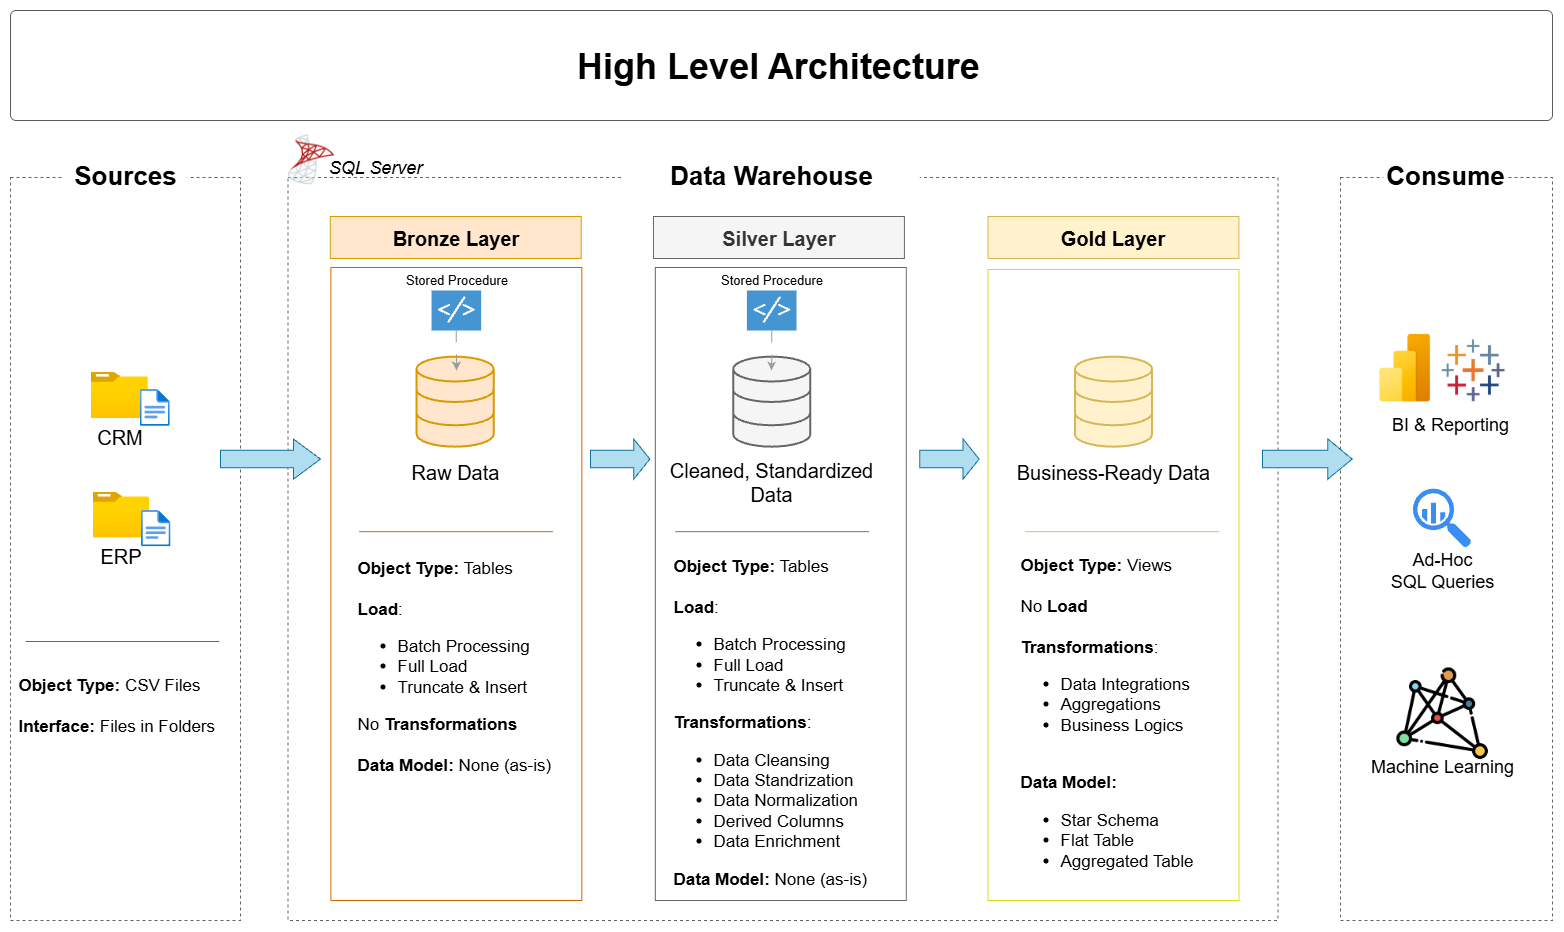 High Level Architecture
Sources
SQL Server
Data Warehouse
Consume
Bronze Layer
Silver Layer
Gold Layer
CRM
ERP
Object Type: CSV Files
Interface: Files in Folders
Stored Procedure
</>
Raw Data
Object Type: Tables
Load:
• Batch Processing
• Full Load
• Truncate & Insert
No Transformations
Data Model: None (as-is)
Stored Procedure
</>
Cleaned, Standardized
Data
Object Type: Tables
Load:
• Batch Processing
• Full Load
• Truncate & Insert
Transformations:
• Data Cleansing
• Data Standrization
• Data Normalization
• Derived Columns
• Data Enrichment
Data Model: None (as-is)
Business-Ready Data
Object Type: Views
No Load
Transformations:
• Data Integrations
• Aggregations
• Business Logics
Data Model:
• Star Schema
• Flat Table
• Aggregated Table
BI & Reporting
Ad-Hoc
SQL Queries
Machine Learning